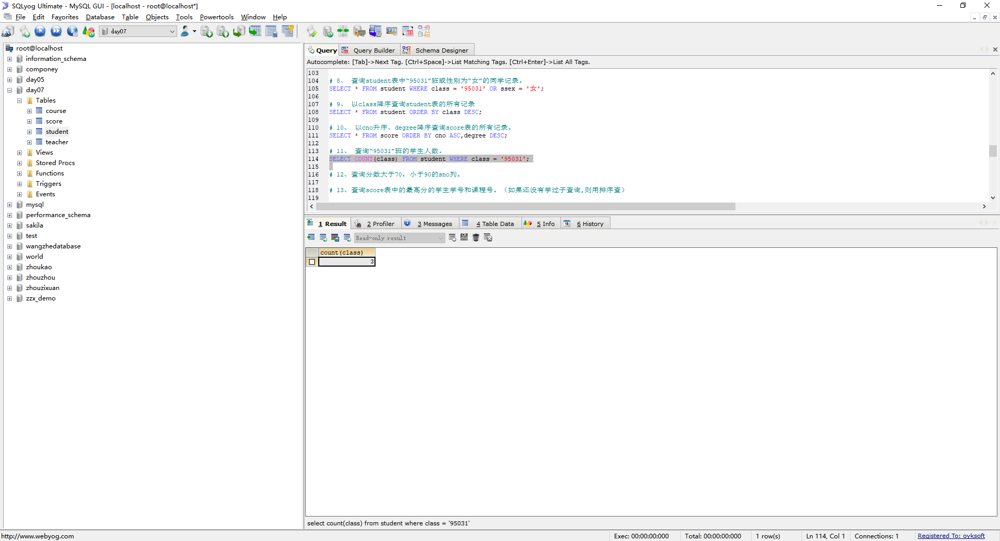 SQLyog Ultimate - MySQL GUI - [localhost - root@localhost*]
File Edit Favorites Database Table Objects Tools Powertools Window Help
day07
root@localhost
information_schema
componey
day05
day07
Tables
course
score
student
teacher
Views
Stored Procs
Functions
Triggers
Events
mysql
performance_schema
sakila
test
wangzhedatabase
world
zhoukao
zhouzhou
zhouzixuan
zzx_demo
Query Query Builder Schema Designer
Autocomplete: [Tab]->Next Tag. [Ctrl+Space]->List Matching Tags. [Ctrl+Enter]->List All Tags.
103
104 # 8、 查询student表中“95031”班或性别为“女”的同学记录。
105 SELECT * FROM student WHERE class = '95031' OR ssex = '女';
106
107 # 9、 以class降序查询student表的所有记录
108 SELECT * FROM student ORDER BY class DESC;
109
110 # 10、 以cno升序、degree降序查询score表的所有记录。
111 SELECT * FROM score ORDER BY cno ASC,degree DESC;
112
113 # 11、 查询“95031”班的学生人数。
114 SELECT COUNT(class) FROM student WHERE class = '95031';
115
116 # 12、查询分数大于70，小于90的sno列。
117
118 # 13、查询score表中的最高分的学生学号和课程号。（如果还没有学过子查询,则用排序查）
119
1 Result 2 Profiler 3 Messages 4 Table Data 5 Info 6 History
Read-only result
count(class)
3
select count(class) from student where class = '95031'
http://www.webyog.com Exec: 00:00:00:000 Total: 00:00:00:000 1 row(s) Ln 114, Col 1 Connections: 1 Registered To: oyksoft